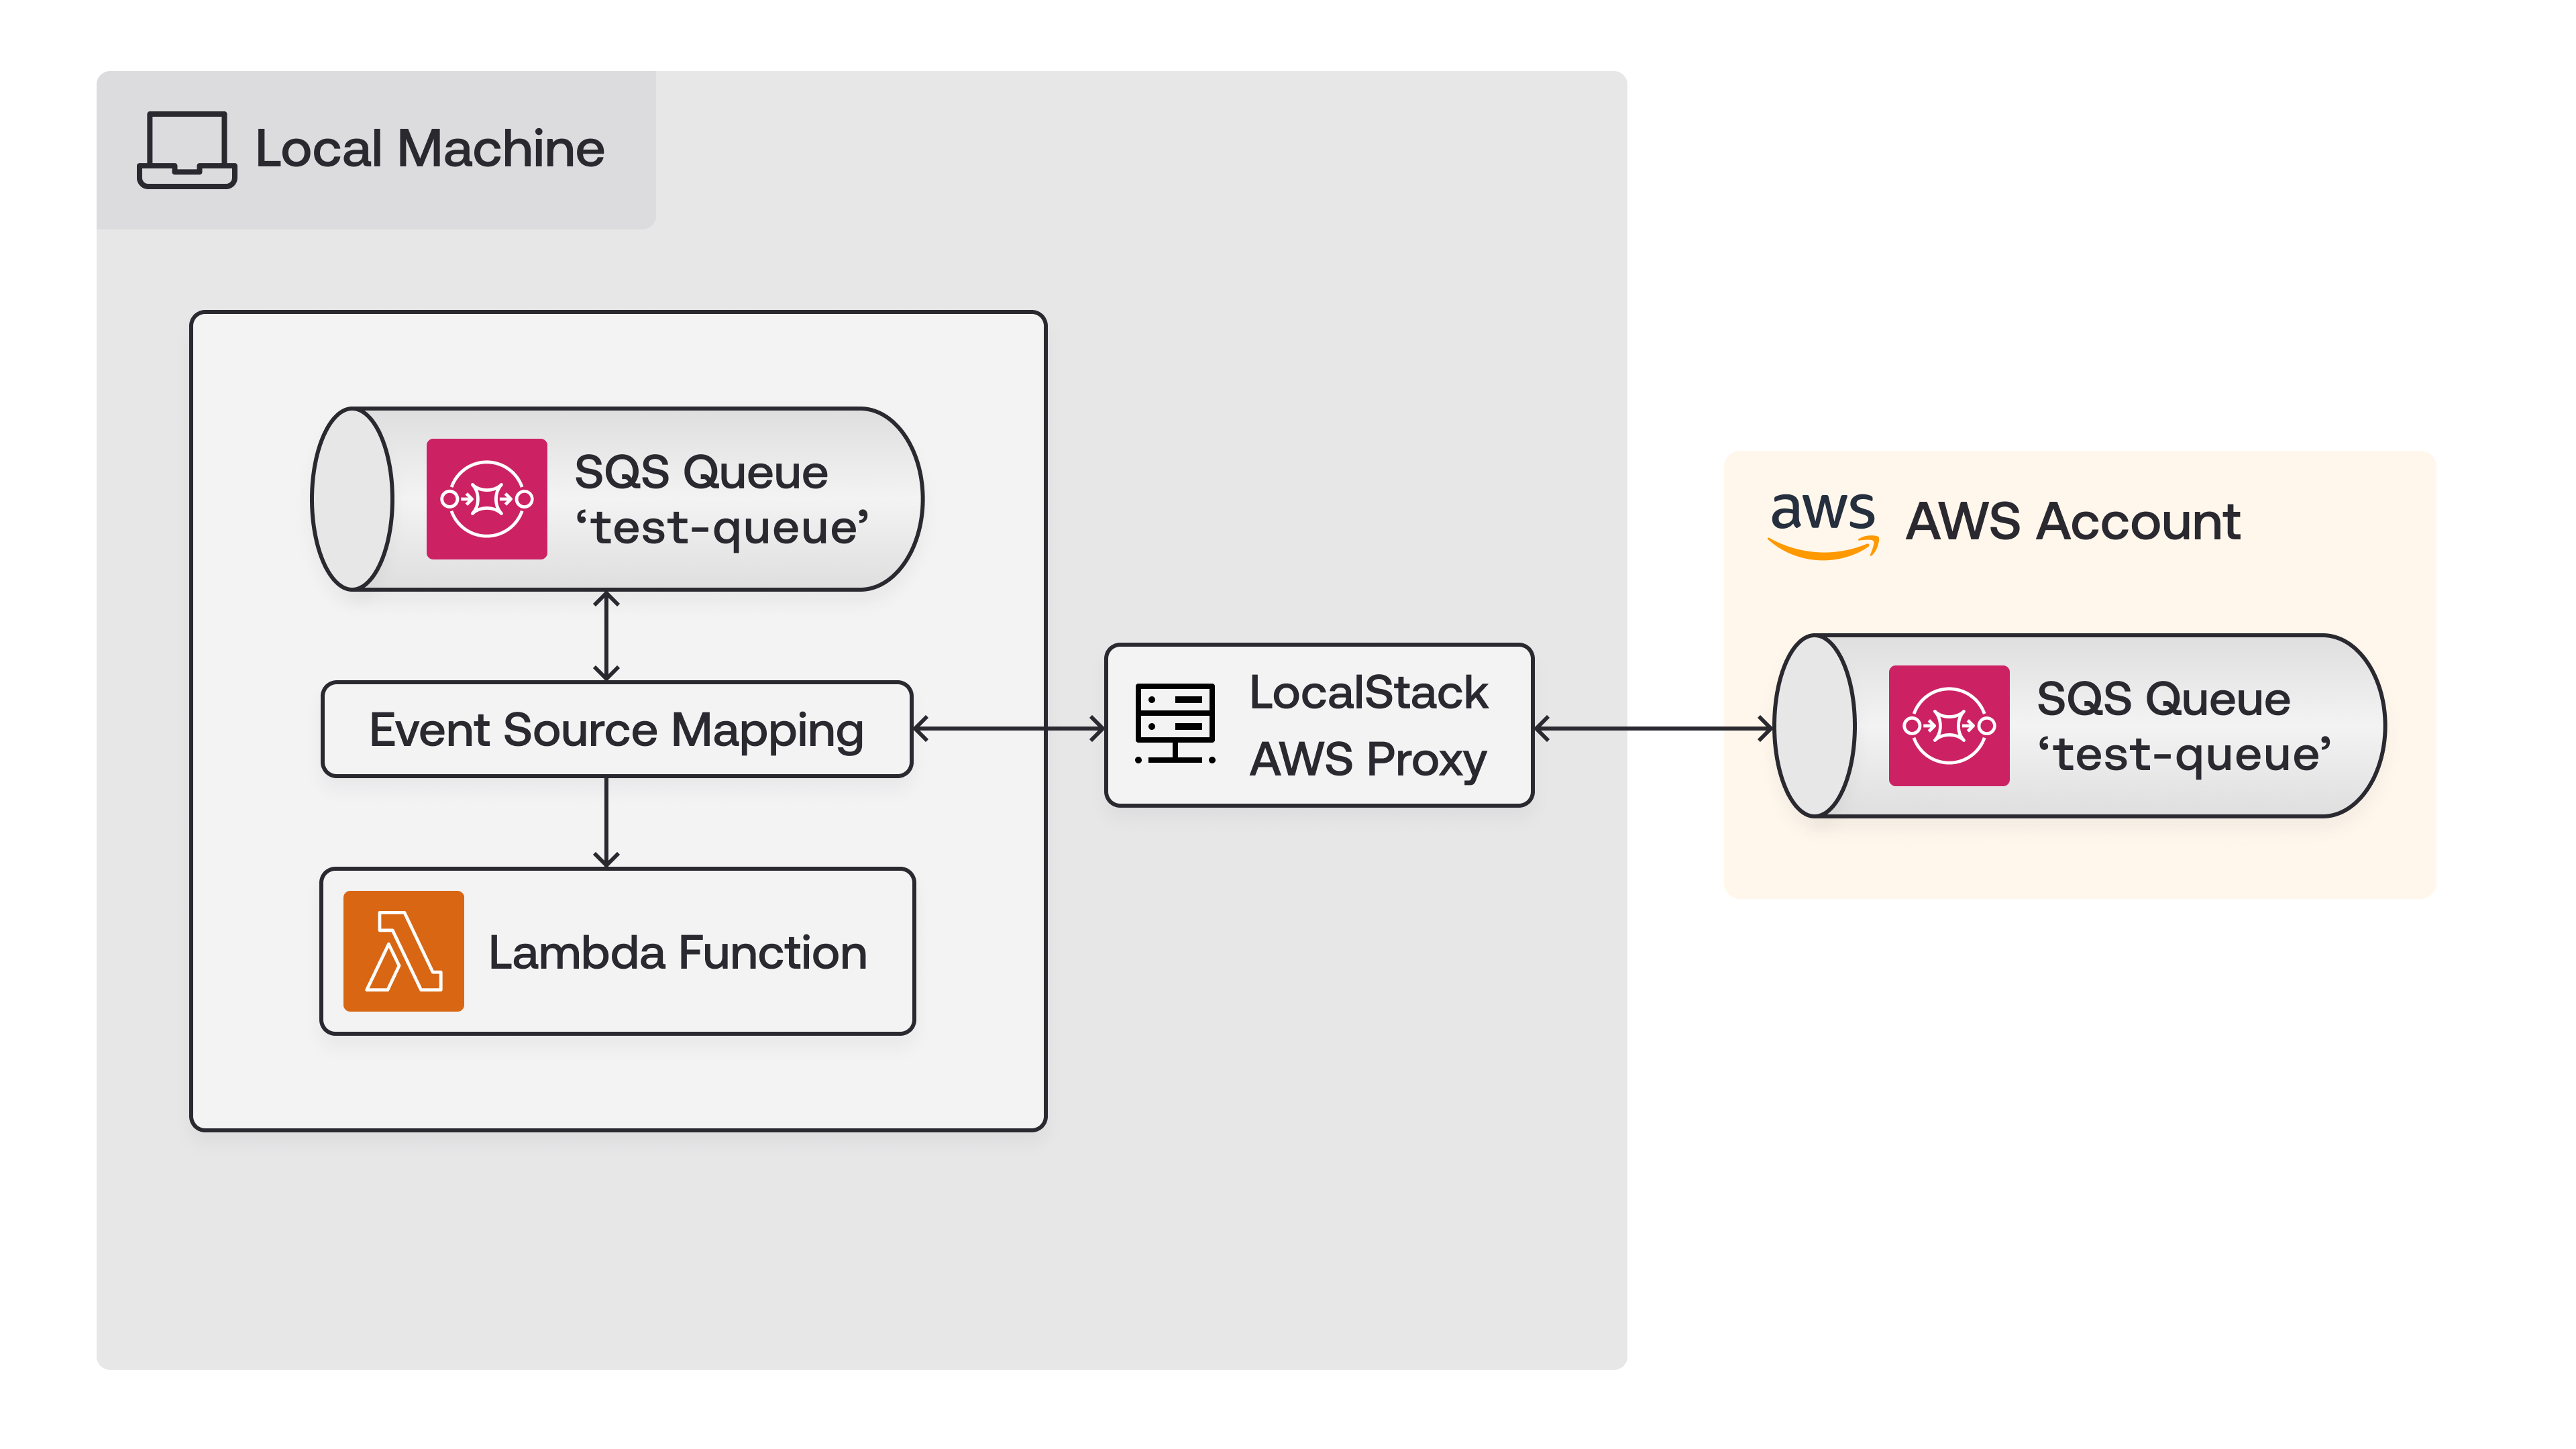 Local Machine
SQS Queue
‘test-queue’
Event Source Mapping
Lambda Function
LocalStack
AWS Proxy
aws
AWS Account
SQS Queue
‘test-queue’